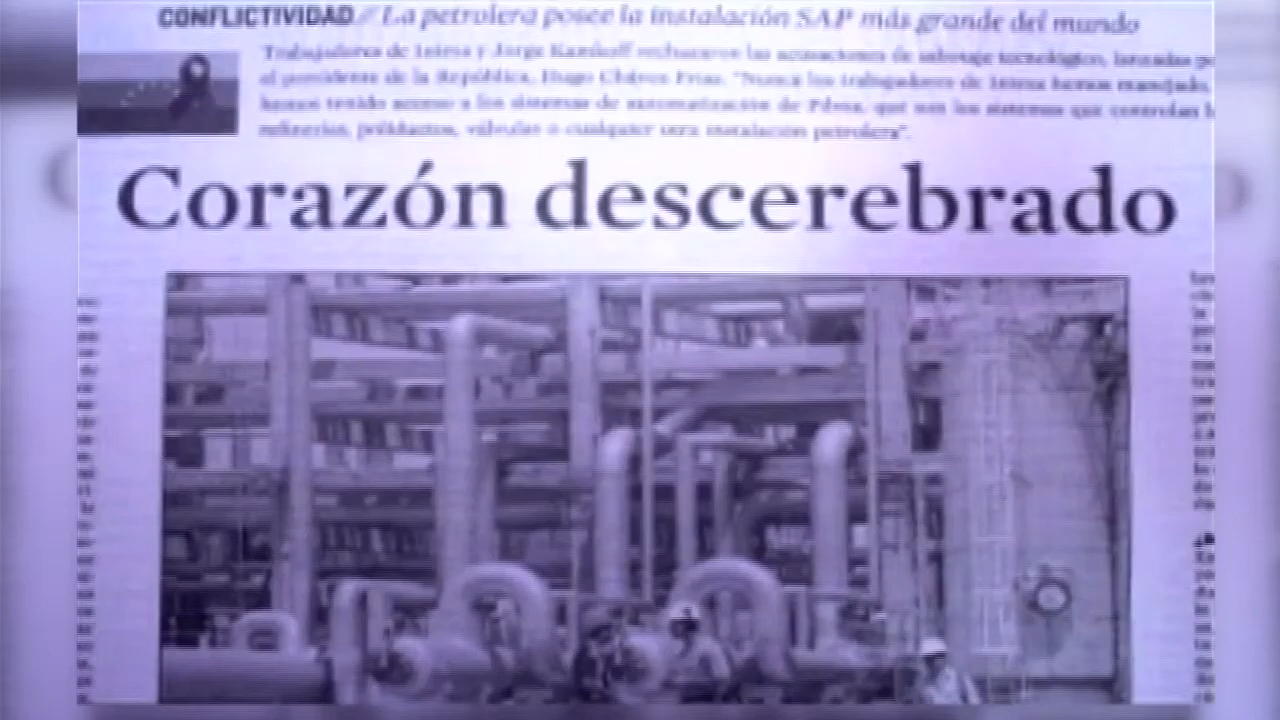 CONFLICTIVIDAD // La petrolera posee la instalación SAP más grande del mundo
Trabajadores de Intesa y Jorge Kamkoff rechazaron las acusaciones de sabotaje tecnológico, lanzadas
el presidente de la República, Hugo Chávez Frías. "Nunca los trabajadores de Intesa hemos manejado,
hemos tenido acceso a los sistemas de automatización de Pdvsa, que son los sistemas que controlan
refinerías, poliductos, válvulas o cualquier otra instalación petrolera".
Corazón descerebrado